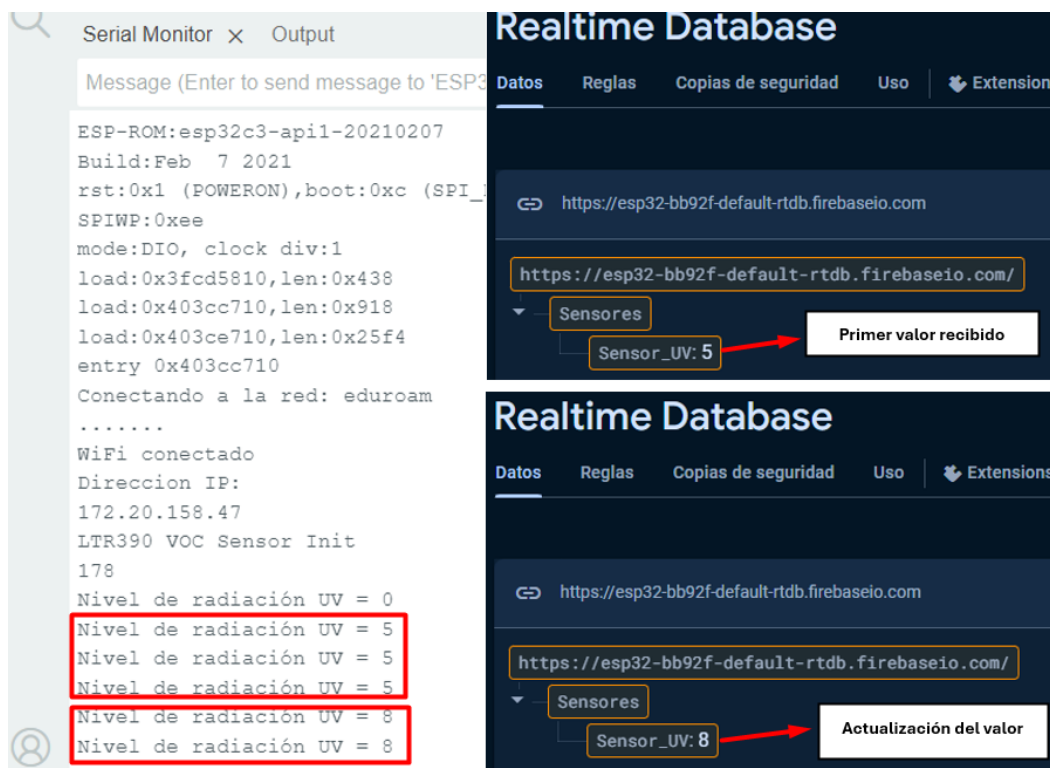 Serial Monitor × Output
Message (Enter to send message to 'ESP3
ESP-ROM:esp32c3-api1-20210207
Build:Feb 7 2021
rst:0x1 (POWERON),boot:0xc (SPI_
SPIWP:0xee
mode:DIO, clock div:1
load:0x3fcd5810,len:0x438
load:0x403cc710,len:0x918
load:0x403ce710,len:0x25f4
entry 0x403cc710
Conectando a la red: eduroam
.......
WiFi conectado
Direccion IP:
172.20.158.47
LTR390 VOC Sensor Init
178
Nivel de radiación UV = 0
Nivel de radiación UV = 5
Nivel de radiación UV = 5
Nivel de radiación UV = 5
Nivel de radiación UV = 8
Nivel de radiación UV = 8
Realtime Database
Datos Reglas Copias de seguridad Uso Extension
https://esp32-bb92f-default-rtdb.firebaseio.com
https://esp32-bb92f-default-rtdb.firebaseio.com/
Sensores
Sensor_UV: 5
Primer valor recibido
Realtime Database
Datos Reglas Copias de seguridad Uso Extensions
https://esp32-bb92f-default-rtdb.firebaseio.com
https://esp32-bb92f-default-rtdb.firebaseio.com/
Sensores
Sensor_UV: 8
Actualización del valor